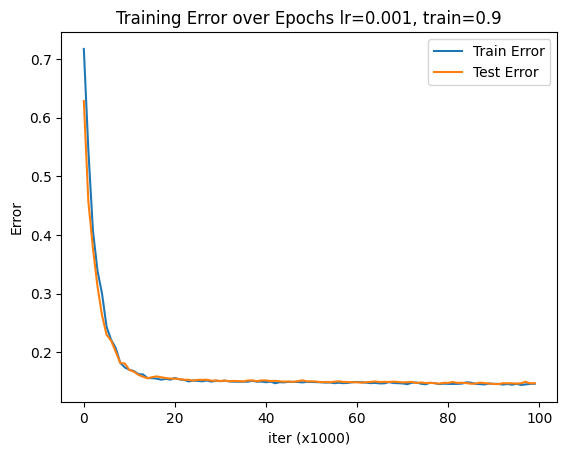 Training Error over Epochs lr=0.001, train=0.9
Train Error
Test Error
0.7
0.6
0.5
0.4
0.3
0.2
Error
0 20 40 60 80 100
iter (x1000)